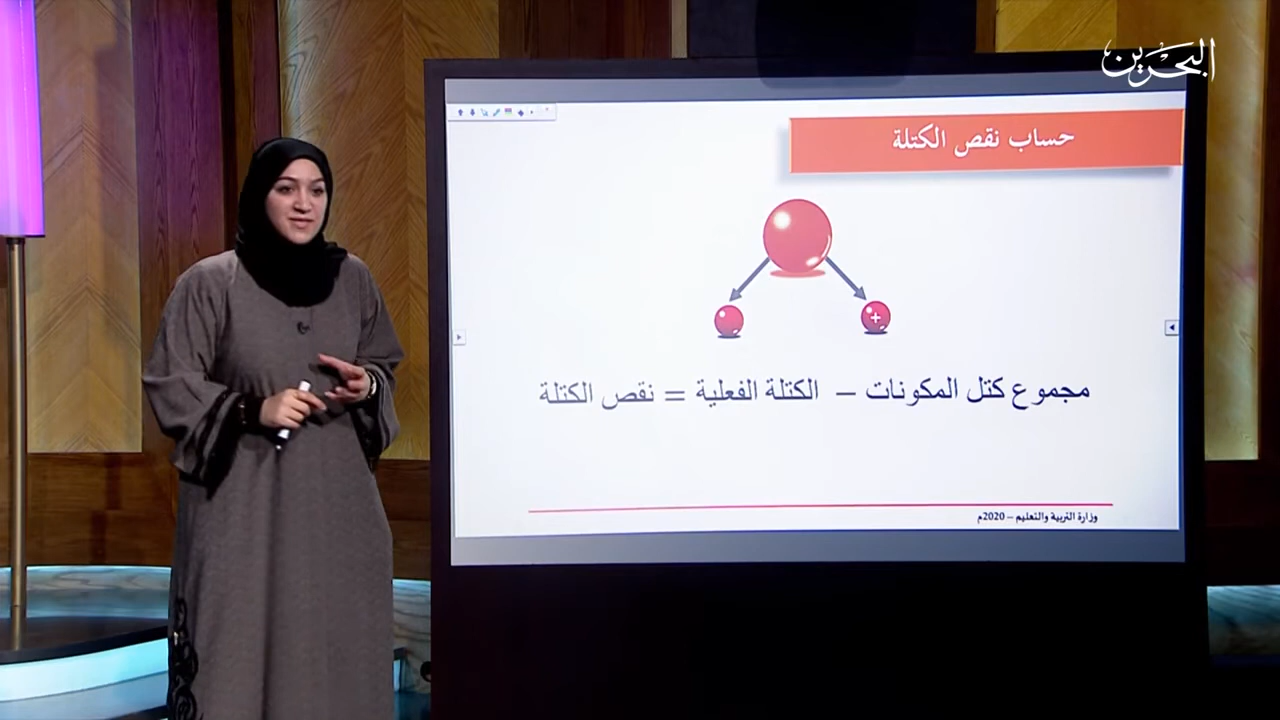 البحرين
حساب نقص الكتلة
+
مجموع كتل المكونات – الكتلة الفعلية = نقص الكتلة
وزارة التربية والتعليم – 2020م